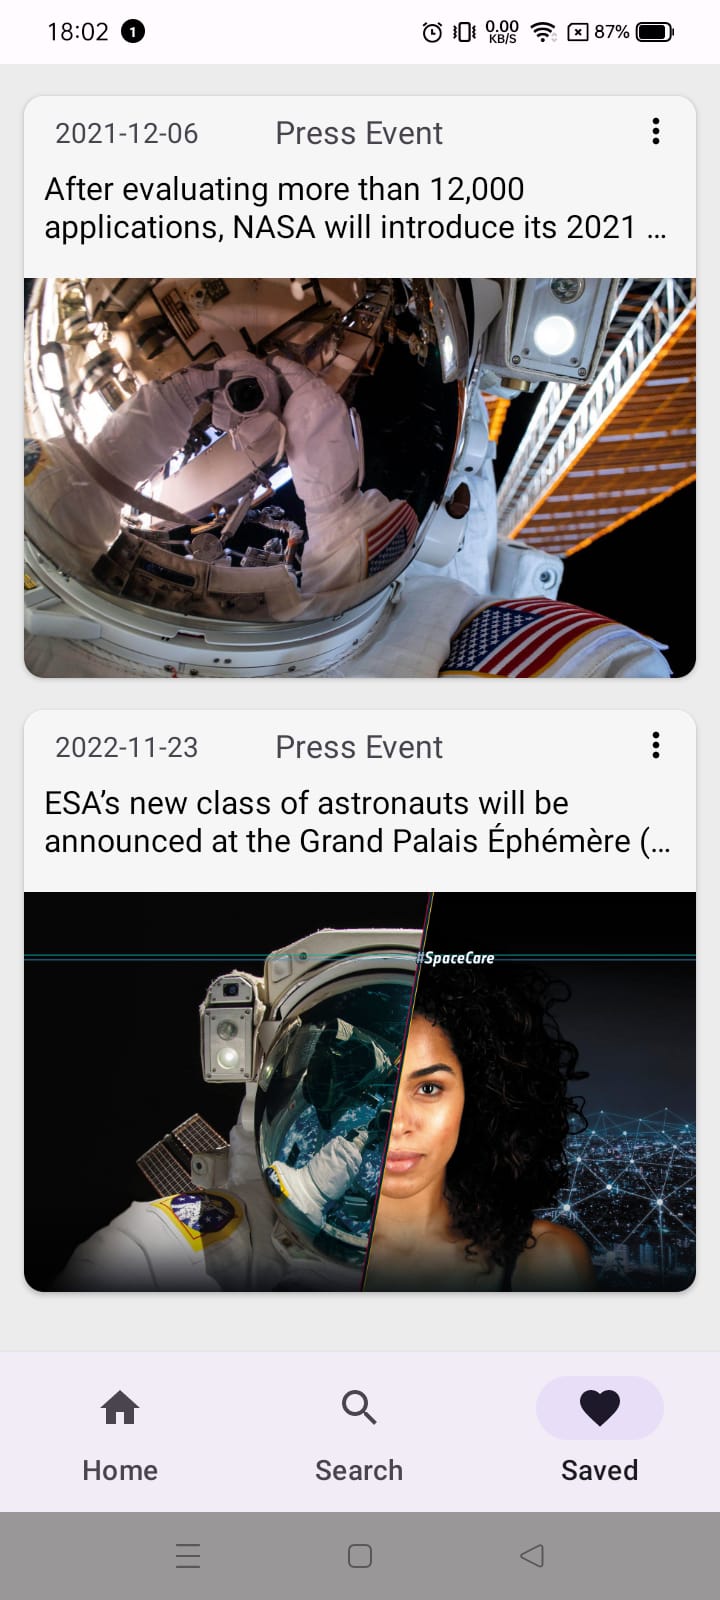 18:02 1 0.00 KB/S 87%
2021-12-06 Press Event
After evaluating more than 12,000
applications, NASA will introduce its 2021 ...
2022-11-23 Press Event
ESA’s new class of astronauts will be
announced at the Grand Palais Éphémère (...
#SpaceCare
Home Search Saved